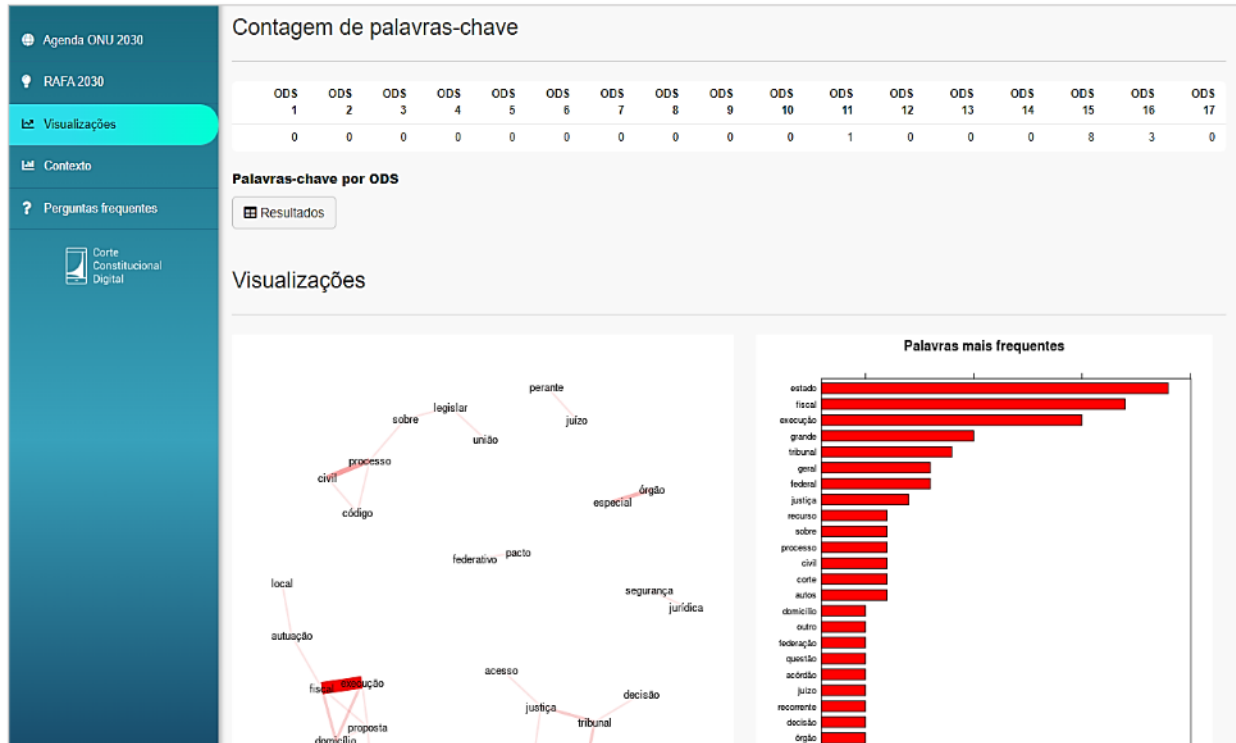 Agenda ONU 2030
RAFA 2030
Visualizações
Contexto
Perguntas frequentes
Corte
Constitucional
Digital
Contagem de palavras-chave
ODS ODS ODS ODS ODS ODS ODS ODS ODS ODS ODS ODS ODS ODS ODS ODS ODS
1 2 3 4 5 6 7 8 9 10 11 12 13 14 15 16 17
0 0 0 0 0 0 0 0 0 0 1 0 0 0 8 3 0
Palavras-chave por ODS
Resultados
Visualizações
perante
legislar
sobre
juízo
união
processo
civil
órgão
especial
código
pacto
federativo
local
segurança
jurídica
autuação
acesso
execução
fiscal
decisão
justiça
tribunal
proposta
domicílio
Palavras mais frequentes
estado
fiscal
execução
grande
tribunal
geral
federal
justiça
recurso
sobre
processo
civil
corte
autos
domicílio
outro
federação
questão
acórdão
juízo
recorrente
decisão
órgão